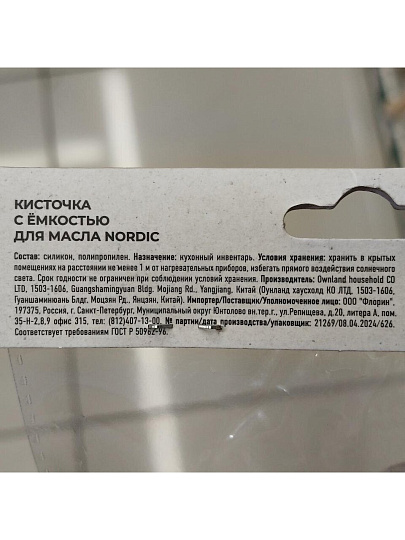 КИСТОЧКА
С ЁМКОСТЬЮ
ДЛЯ МАСЛА NORDIC
Состав: силикон, полипропилен. Назначение: кухонный инвентарь. Условия хранения: хранить в крытых
помещениях на расстоянии не менее 1 м от нагревательных приборов, избегать прямого воздействия солнечного
света. Срок годности не ограничен при соблюдении условий хранения. Производитель: Ownland household CO
LTD, 1503-1606, Guangshamingyuan Bldg. Mojiang Rd., Yangjiang, Китай (Оунланд хаусхолд КО ЛТД, 1503-1606,
Гуаншаминюань Блдг, Моцзян Рд., Янцзян, Китай). Импортер/Поставщик/Уполномоченное лицо: ООО "Флорин",
197375, Россия, г. Санкт-Петербург, Муниципальный округ Юнтолово вн.тер.г., ул.Репищева, д.20, литера А, пом.
35-Н-2,8,9 офис 315, тел: (812)407-13-00. № партии/дата производства/упаковщик: 21269/08.04.2024/626.
Соответствует требованиям ГОСТ Р 50962-96.